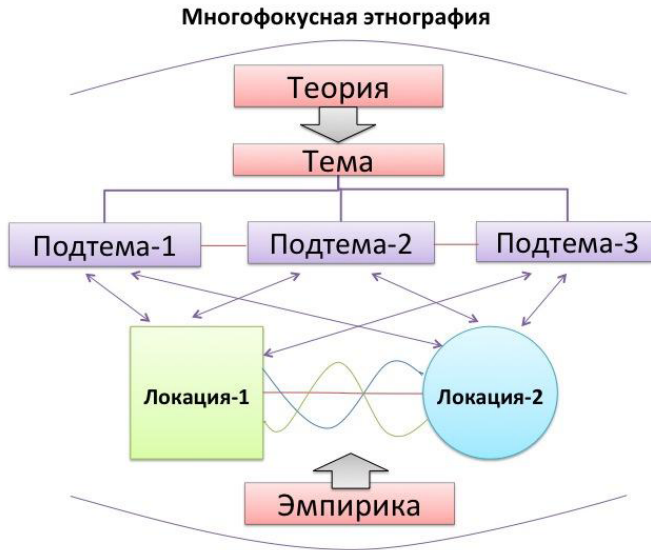 Многофокусная этнография
Теория
Тема
Подтема-1
Подтема-2
Подтема-3
Локация-1
Локация-2
Эмпирика